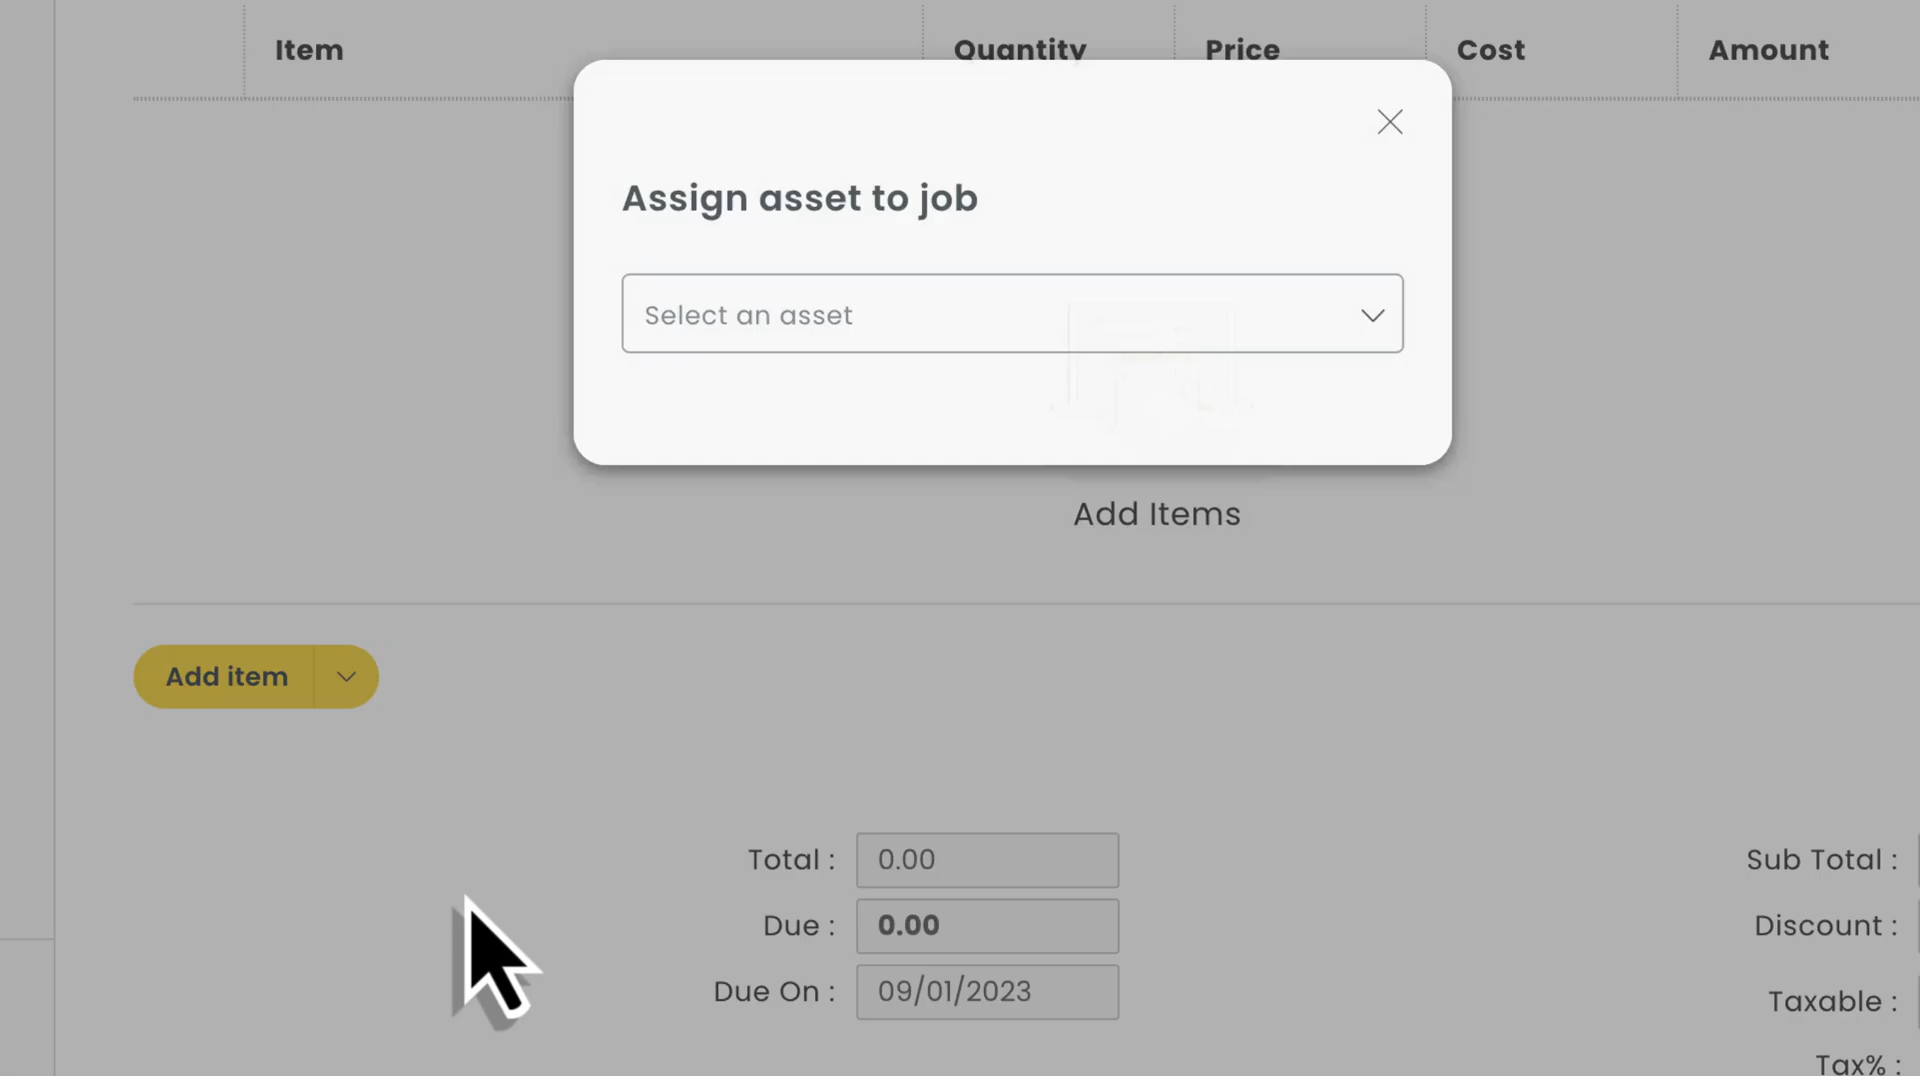 Item Quantity Price Cost Amount
Assign asset to job
Select an asset
Add Items
Add item
Total : 0.00 Sub Total :
Due : 0.00 Discount :
Due On : 09/01/2023
Taxable :
Tax% :